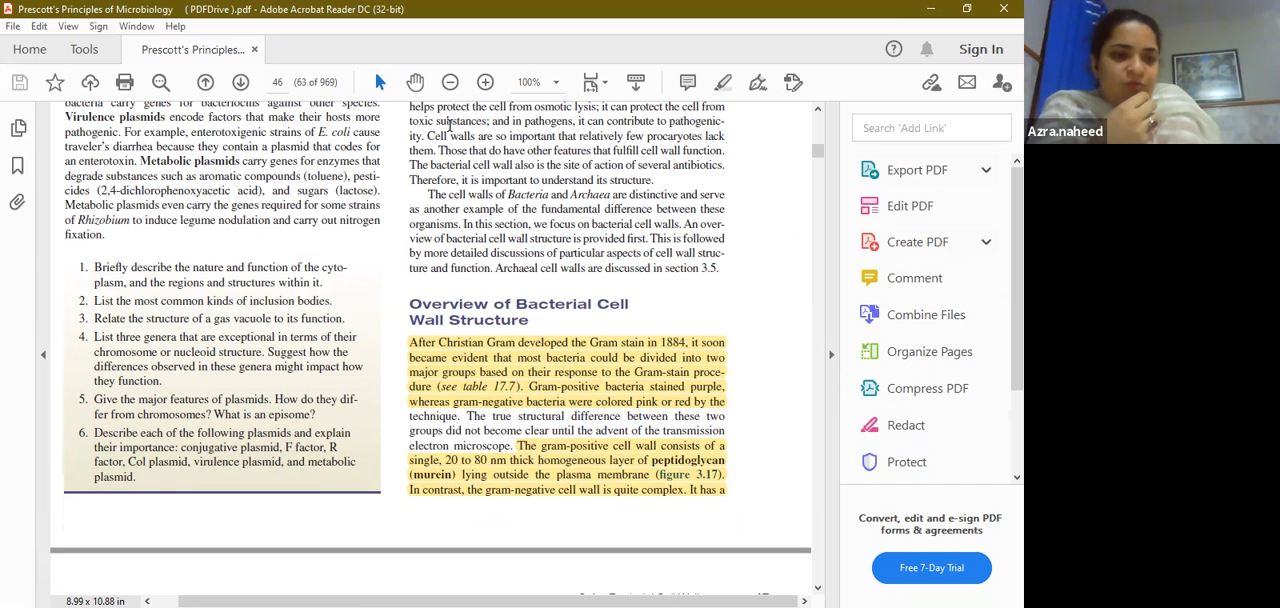 Prescott's Principles of Microbiology ( PDFDrive ).pdf - Adobe Acrobat Reader DC (32-bit)
File Edit View Sign Window Help
Home Tools Prescott's Principles... × Sign In
46 (63 of 969) 100%
bacteria carry genes for bacteriocins against other species.
Virulence plasmids encode factors that make their hosts more
pathogenic. For example, enterotoxigenic strains of E. coli cause
traveler's diarrhea because they contain a plasmid that codes for
an enterotoxin. Metabolic plasmids carry genes for enzymes that
degrade substances such as aromatic compounds (toluene), pesti-
cides (2,4-dichlorophenoxyacetic acid), and sugars (lactose).
Metabolic plasmids even carry the genes required for some strains
of Rhizobium to induce legume nodulation and carry out nitrogen
fixation.
1. Briefly describe the nature and function of the cyto-
plasm, and the regions and structures within it.
2. List the most common kinds of inclusion bodies.
3. Relate the structure of a gas vacuole to its function.
4. List three genera that are exceptional in terms of their
chromosome or nucleoid structure. Suggest how the
differences observed in these genera might impact how
they function.
5. Give the major features of plasmids. How do they dif-
fer from chromosomes? What is an episome?
6. Describe each of the following plasmids and explain
their importance: conjugative plasmid, F factor, R
factor, Col plasmid, virulence plasmid, and metabolic
plasmid.
helps protect the cell from osmotic lysis; it can protect the cell from
toxic substances; and in pathogens, it can contribute to pathogenic-
ity. Cell walls are so important that relatively few procaryotes lack
them. Those that do have other features that fulfill cell wall function.
The bacterial cell wall also is the site of action of several antibiotics.
Therefore, it is important to understand its structure.
The cell walls of Bacteria and Archaea are distinctive and serve
as another example of the fundamental difference between these
organisms. In this section, we focus on bacterial cell walls. An over-
view of bacterial cell wall structure is provided first. This is followed
by more detailed discussions of particular aspects of cell wall struc-
ture and function. Archaeal cell walls are discussed in section 3.5.
Overview of Bacterial Cell
Wall Structure
After Christian Gram developed the Gram stain in 1884, it soon
became evident that most bacteria could be divided into two
major groups based on their response to the Gram-stain proce-
dure (see table 17.7). Gram-positive bacteria stained purple,
whereas gram-negative bacteria were colored pink or red by the
technique. The true structural difference between these two
groups did not become clear until the advent of the transmission
electron microscope. The gram-positive cell wall consists of a
single, 20 to 80 nm thick homogeneous layer of peptidoglycan
(murein) lying outside the plasma membrane (figure 3.17).
In contrast, the gram-negative cell wall is quite complex. It has a
8.99 x 10.88 in
Search 'Add Link'
Export PDF
Edit PDF
Create PDF
Comment
Combine Files
Organize Pages
Compress PDF
Redact
Protect
Convert, edit and e-sign PDF
forms & agreements
Free 7-Day Trial
Azra.naheed